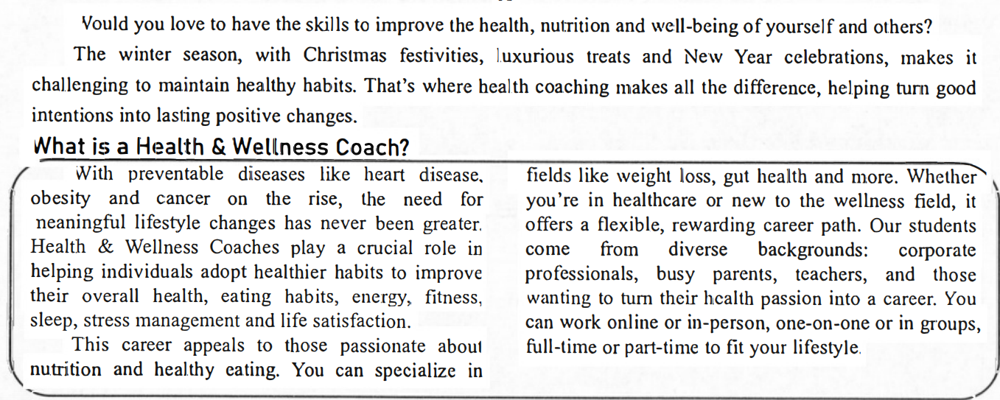 Would you love to have the skills to improve the health, nutrition and well-being of yourself and others?
The winter season, with Christmas festivities, luxurious treats and New Year celebrations, makes it
challenging to maintain healthy habits. That's where health coaching makes all the difference, helping turn good
intentions into lasting positive changes.
What is a Health & Wellness Coach?
With preventable diseases like heart disease,
obesity and cancer on the rise, the need for
meaningful lifestyle changes has never been greater.
Health & Wellness Coaches play a crucial role in
helping individuals adopt healthier habits to improve
their overall health, eating habits, energy, fitness,
sleep, stress management and life satisfaction.
This career appeals to those passionate about
nutrition and healthy eating. You can specialize in
fields like weight loss, gut health and more. Whether
you're in healthcare or new to the wellness field, it
offers a flexible, rewarding career path. Our students
come from diverse backgrounds: corporate
professionals, busy parents, teachers, and those
wanting to turn their health passion into a career. You
can work online or in-person, one-on-one or in groups,
full-time or part-time to fit your lifestyle.